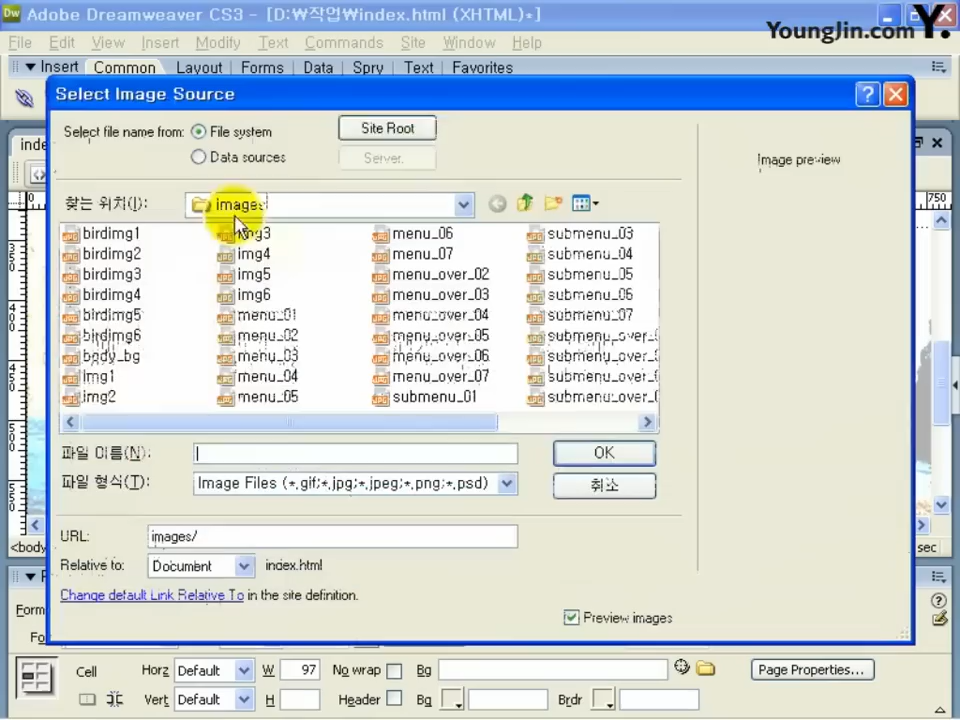 Adobe Dreamweaver CS3 - [D:₩작업₩index.html (XHTML)*]
YoungJin.com Y.
File Edit View Insert Modify Text Commands Site Window Help
▼ Insert Common Layout Forms Data Spry Text Favorites
Select Image Source
Select file name from: File system Site Root
Data sources Server...
Image preview
찾는 위치(I): images
birdimg1 img3 menu_06 submenu_03
birdimg2 img4 menu_07 submenu_04
birdimg3 img5 menu_over_02 submenu_05
birdimg4 img6 menu_over_03 submenu_06
birdimg5 menu_01 menu_over_04 submenu_07
birdimg6 menu_02 menu_over_05 submenu_over_
body_bg menu_03 menu_over_06 submenu_over_
img1 menu_04 menu_over_07 submenu_over_
img2 menu_05 submenu_01 submenu_over_
파일 이름(N): OK
파일 형식(T): Image Files (*.gif;*.jpg;*.jpeg;*.png;*.psd) 취소
URL: images/
<body sec
Relative to: Document index.html
Change default Link Relative To in the site definition.
Preview images
Cell Horz Default W 97 No wrap Bg Page Properties...
Vert Default H Header Bg Brdr